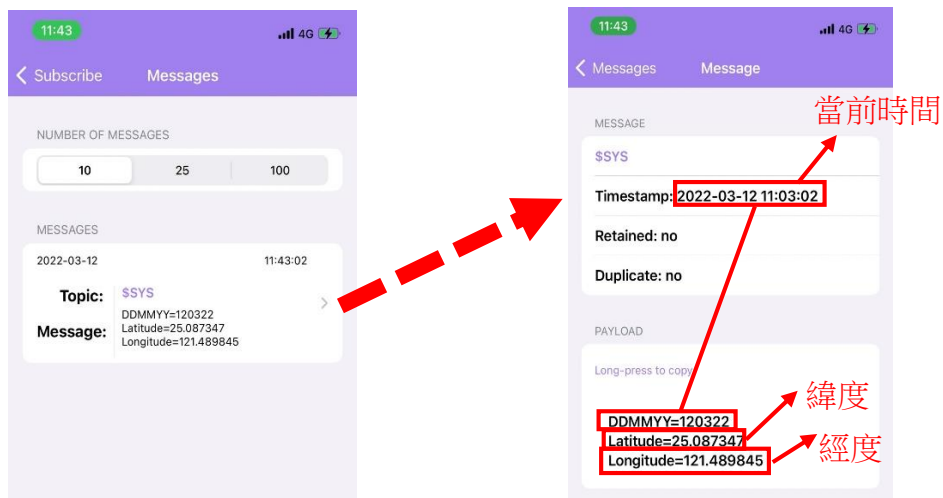 11:43
4G
Subscribe
Messages
NUMBER OF MESSAGES
10 25 100
MESSAGES
2022-03-12 11:43:02
Topic: $SYS
Message: DDMMYY=120322
Latitude=25.087347
Longitude=121.489845
11:43
4G
Messages
Message
當前時間
MESSAGE
$SYS
Timestamp: 2022-03-12 11:03:02
Retained: no
Duplicate: no
PAYLOAD
Long-press to copy
DDMMYY=120322
緯度
Latitude=25.087347
經度
Longitude=121.489845